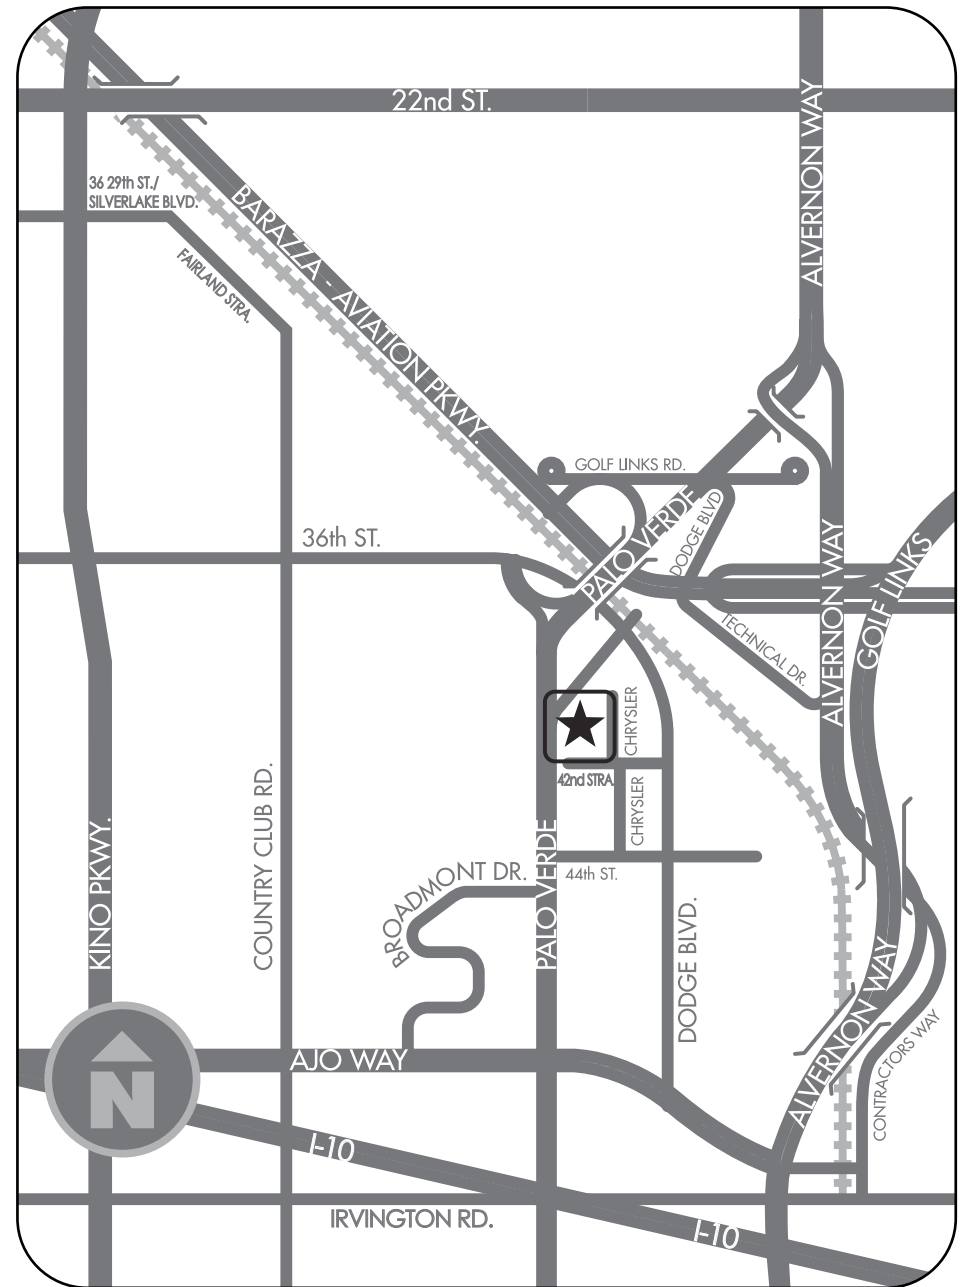 22nd ST.
ALVERNON WAY
36 29th ST./
SILVERLAKE BLVD.
BARAZZA - AVIATION PKWY.
FAIRLAND STRA.
GOLF LINKS RD.
PALO VERDE
DODGE BLVD
36th ST.
ALVERNON WAY
GOLF LINKS
TECHNICAL DR.
CHRYSLER
42nd STRA.
CHRYSLER
KINO PKWY.
COUNTRY CLUB RD.
PALO VERDE
BROADMONT DR.
44th ST.
DODGE BLVD.
ALVERNON WAY
CONTRACTORS WAY
N
AJO WAY
I-10
IRVINGTON RD.
I-10